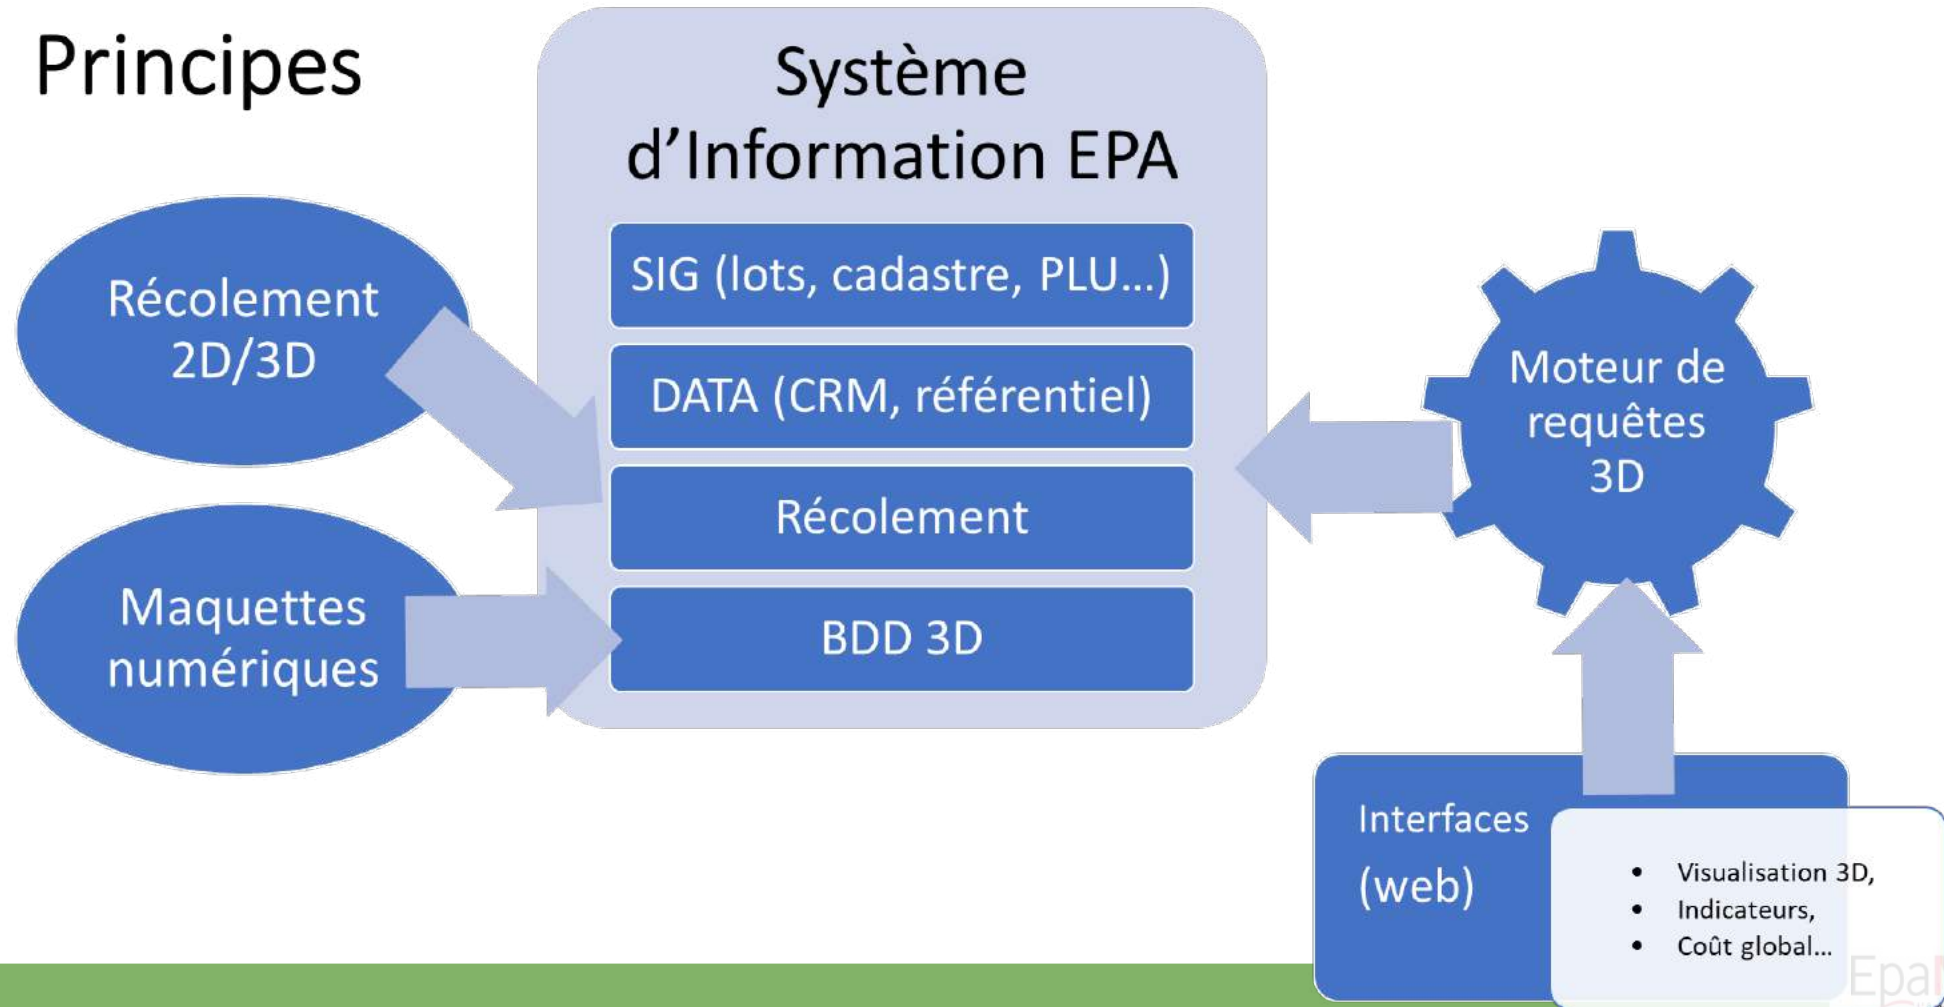 Principes
Système
d’Information EPA
Récolement
2D/3D
Maquettes
numériques
SIG (lots, cadastre, PLU...)
DATA (CRM, référentiel)
Récolement
BDD 3D
Moteur de
requêtes
3D
Interfaces
(web)
• Visualisation 3D,
• Indicateurs,
• Coût global...